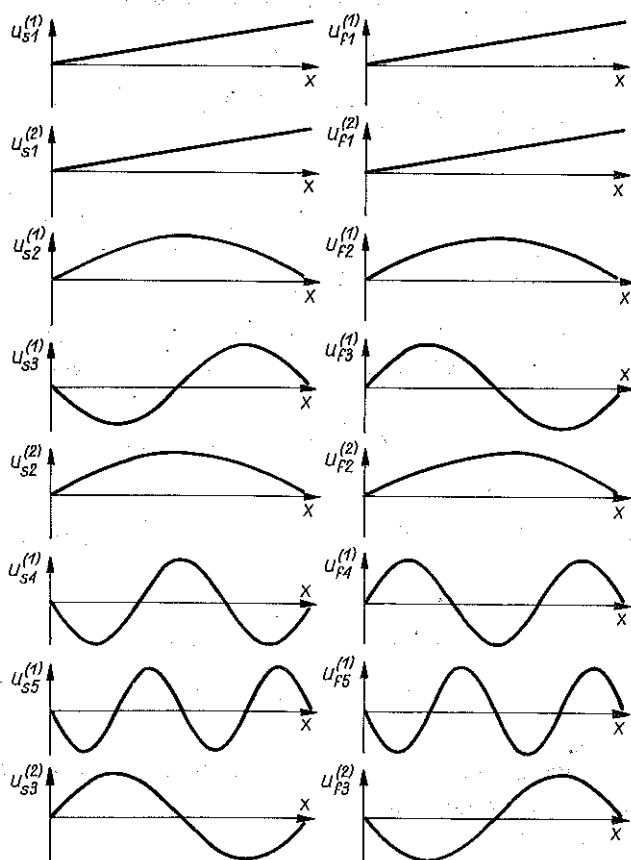 u_{s1}^{(1)} x u_{f1}^{(1)} x
u_{s1}^{(2)} x u_{f1}^{(2)} x
u_{s2}^{(1)} x u_{f2}^{(1)} x
u_{s3}^{(1)} x u_{f3}^{(1)} x
u_{s2}^{(2)} x u_{f2}^{(2)} x
u_{s4}^{(1)} x u_{f4}^{(1)} x
u_{s5}^{(1)} x u_{f5}^{(1)} x
u_{s3}^{(2)} x u_{f3}^{(2)} x